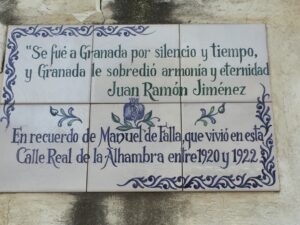 "Se fué a Granada por silencio y tiempo,
y Granada le sobredió armonía y eternidad
Juan Ramón Jiménez
En recuerdo de Manuel de Falla, que vivió en esta
Calle Real de la Alhambra entre 1920 y 1922